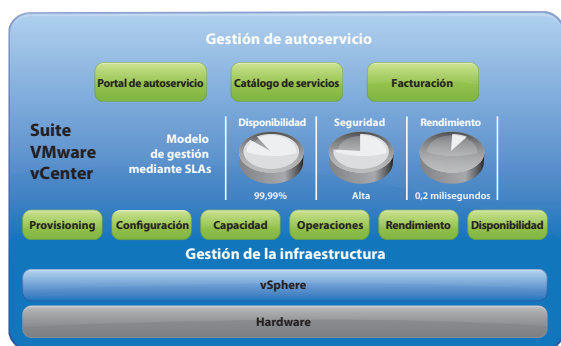 Gestión de autoservicio
Portal de autoservicio
Catálogo de servicios
Facturación
Suite
VMware
vCenter
Modelo
de gestión
mediante SLAs
Disponibilidad
99,99%
Seguridad
Alta
Rendimiento
0,2 milisegundos
Provisioning
Configuración
Capacidad
Operaciones
Rendimiento
Disponibilidad
Gestión de la infraestructura
vSphere
Hardware